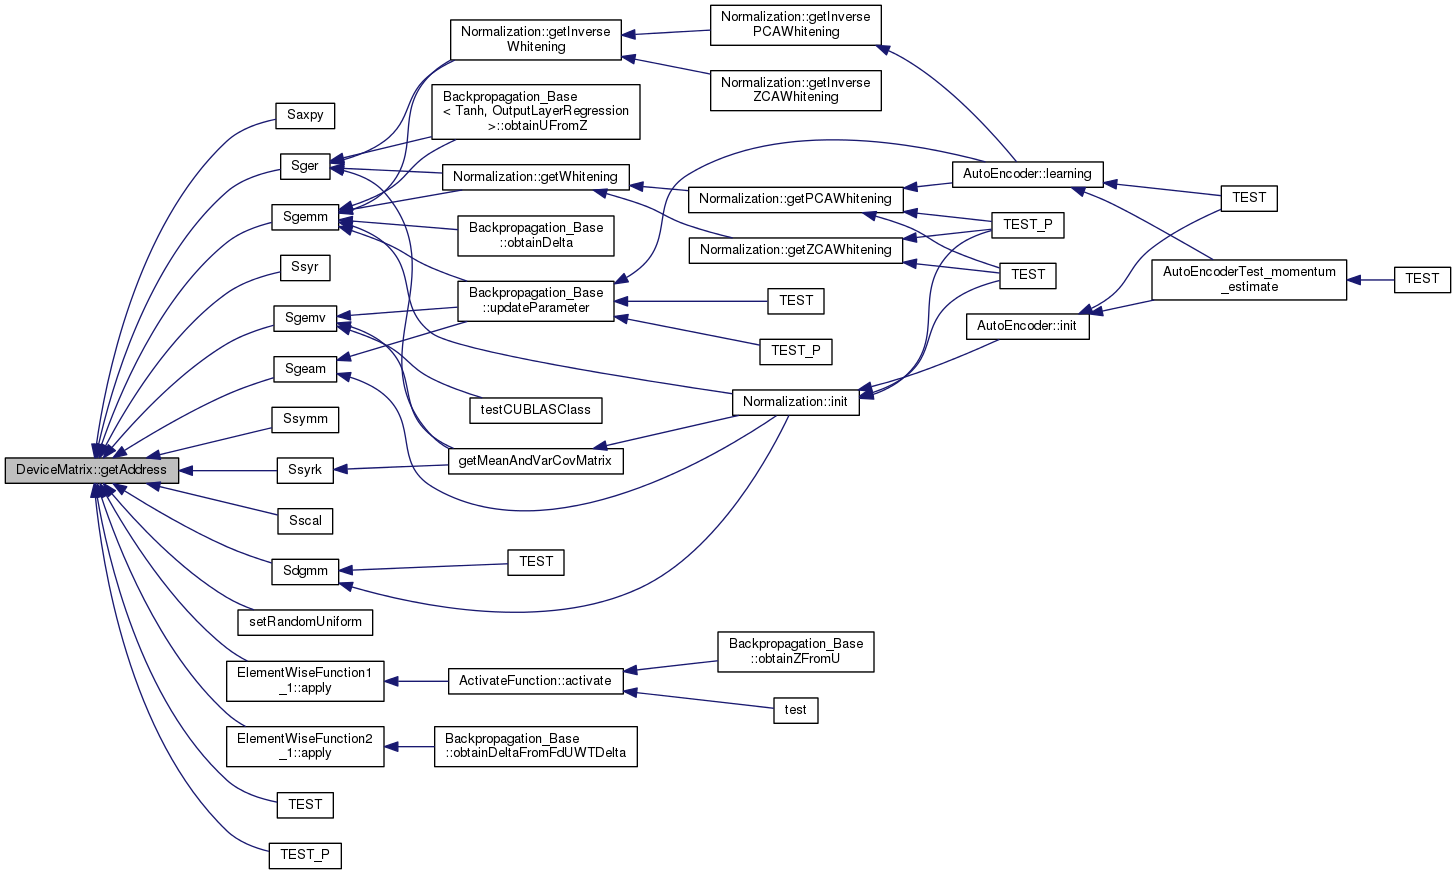 DeviceMatrix::getAddress
Saxpy
Sger
Sgemm
Ssyr
Sgemv
Sgeam
Ssymm
Ssyrk
Sscal
Sdgmm
setRandomUniform
ElementWiseFunction1
_1::apply
ElementWiseFunction2
_1::apply
TEST
TEST_P
Normalization::getInverse
Whitening
Backpropagation_Base
< Tanh, OutputLayerRegression
>::obtainUFromZ
Normalization::getWhitening
Backpropagation_Base
::obtainDelta
Backpropagation_Base
::updateParameter
testCUBLASClass
getMeanAndVarCovMatrix
TEST
ActivateFunction::activate
Backpropagation_Base
::obtainDeltaFromFdUWTDelta
Normalization::getInverse
PCAWhitening
Normalization::getInverse
ZCAWhitening
Normalization::getPCAWhitening
Normalization::getZCAWhitening
TEST
TEST_P
Normalization::init
Backpropagation_Base
::obtainZFromU
test
AutoEncoder::learning
TEST_P
TEST
AutoEncoder::init
TEST
AutoEncoderTest_momentum
_estimate
TEST